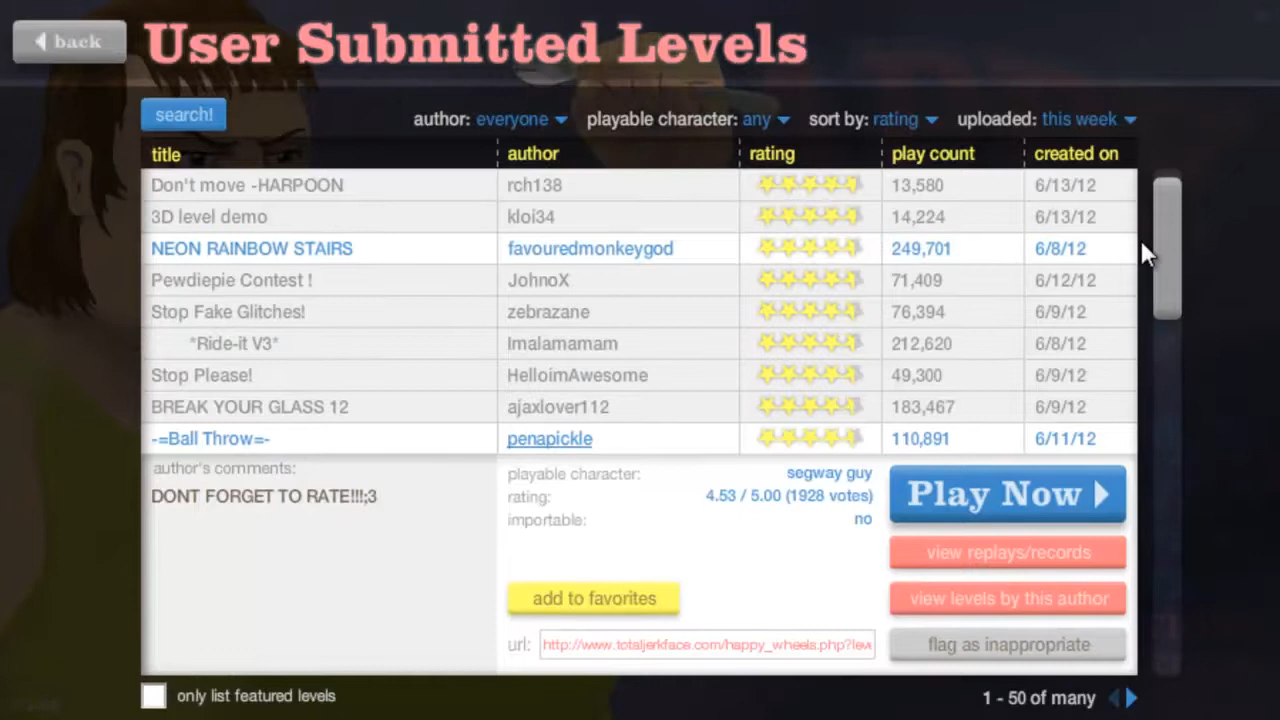 back
User Submitted Levels
search!
author: everyone playable character: any sort by: rating uploaded: this week
title author rating play count created on
Don't move -HARPOON rch138 13,580 6/13/12
3D level demo kloi34 14,224 6/13/12
NEON RAINBOW STAIRS favouredmonkeygod 249,701 6/8/12
Pewdiepie Contest ! JohnoX 71,409 6/12/12
Stop Fake Glitches! zebrazane 76,394 6/9/12
*Ride-it V3* Imalamamam 212,620 6/8/12
Stop Please! HelloimAwesome 49,300 6/9/12
BREAK YOUR GLASS 12 ajaxlover112 183,467 6/9/12
-=Ball Throw=- penapickle 110,891 6/11/12
author's comments:
DONT FORGET TO RATE!!!;3
playable character: segway guy
rating: 4.53 / 5.00 (1928 votes)
importable: no
add to favorites
url: http://www.totaljerkface.com/happy_wheels.php?lev
Play Now
view replays/records
view levels by this author
flag as inappropriate
only list featured levels
1 - 50 of many